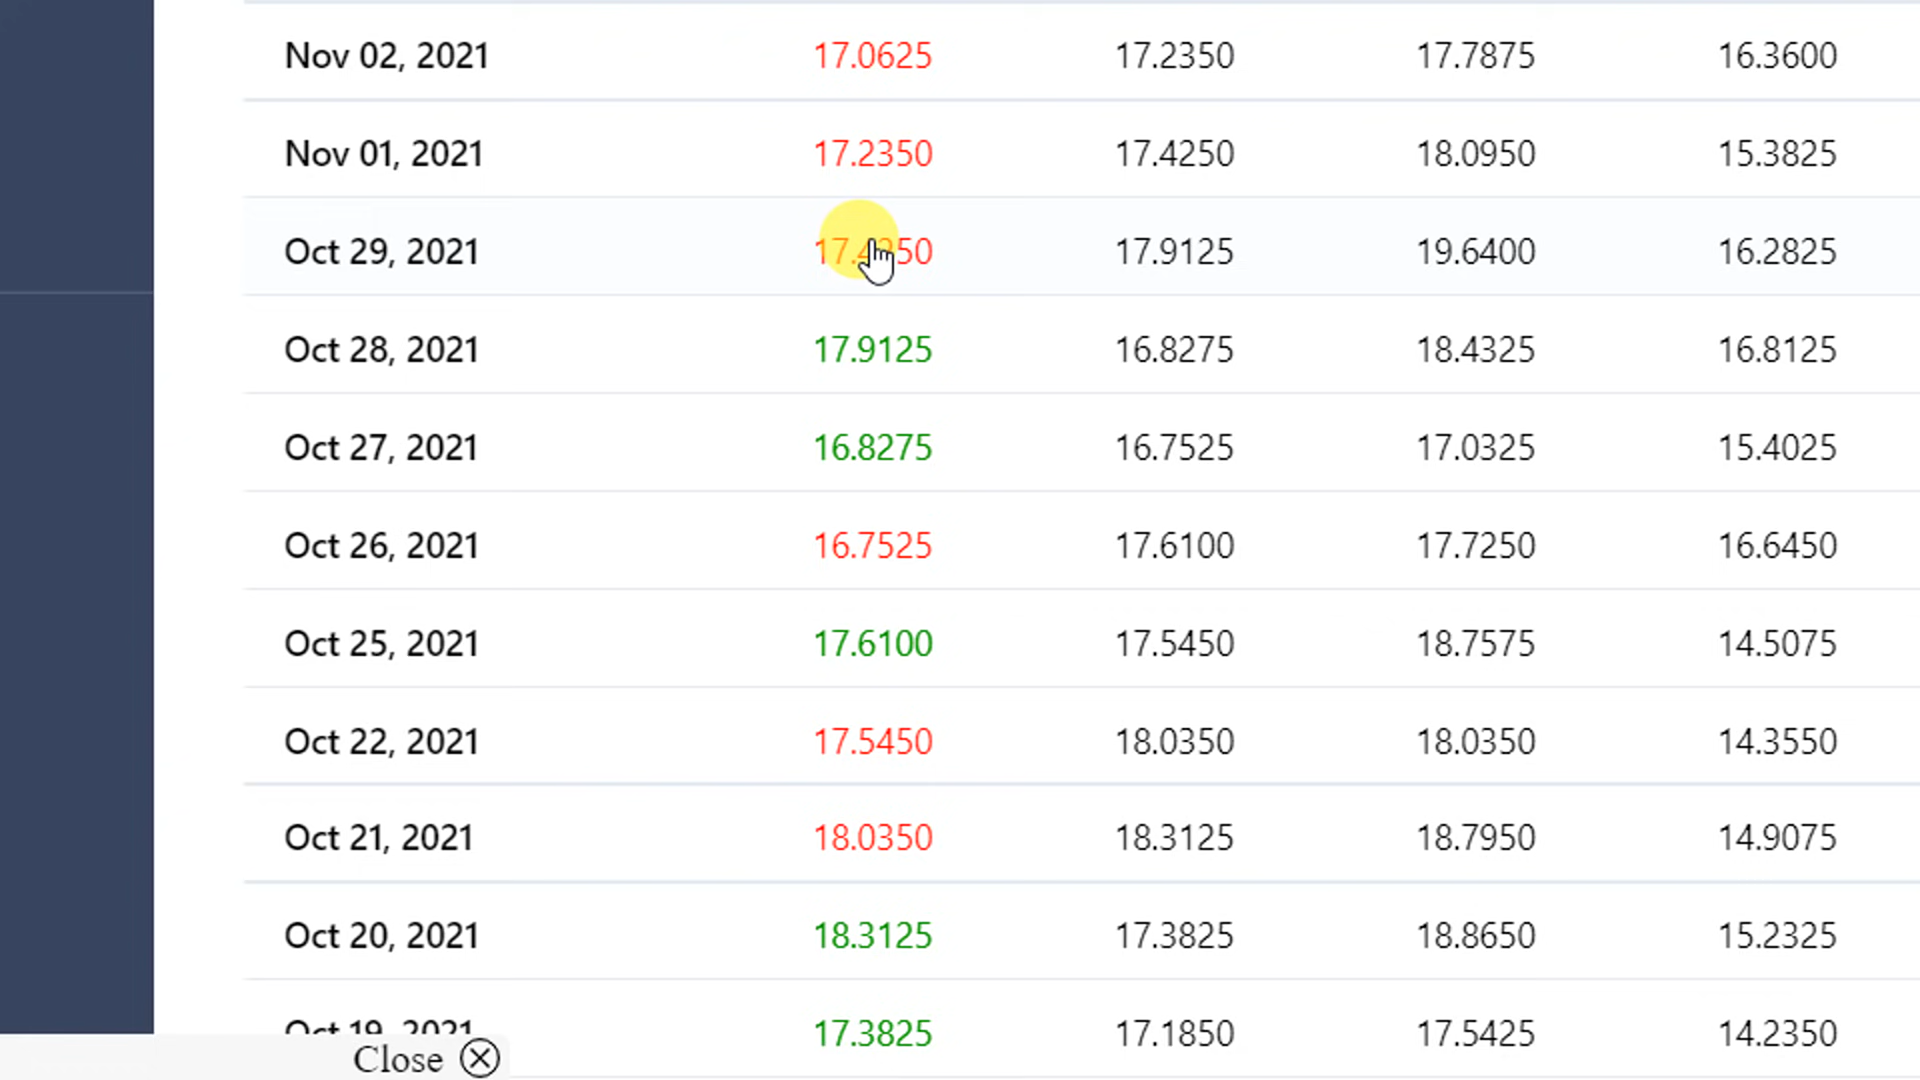 Nov 02, 2021 17.0625 17.2350 17.7875 16.3600
Nov 01, 2021 17.2350 17.4250 18.0950 15.3825
Oct 29, 2021 17.4250 17.9125 19.6400 16.2825
Oct 28, 2021 17.9125 16.8275 18.4325 16.8125
Oct 27, 2021 16.8275 16.7525 17.0325 15.4025
Oct 26, 2021 16.7525 17.6100 17.7250 16.6450
Oct 25, 2021 17.6100 17.5450 18.7575 14.5075
Oct 22, 2021 17.5450 18.0350 18.0350 14.3550
Oct 21, 2021 18.0350 18.3125 18.7950 14.9075
Oct 20, 2021 18.3125 17.3825 18.8650 15.2325
Oct 19, 2021 17.3825 17.1850 17.5425 14.2350
Close